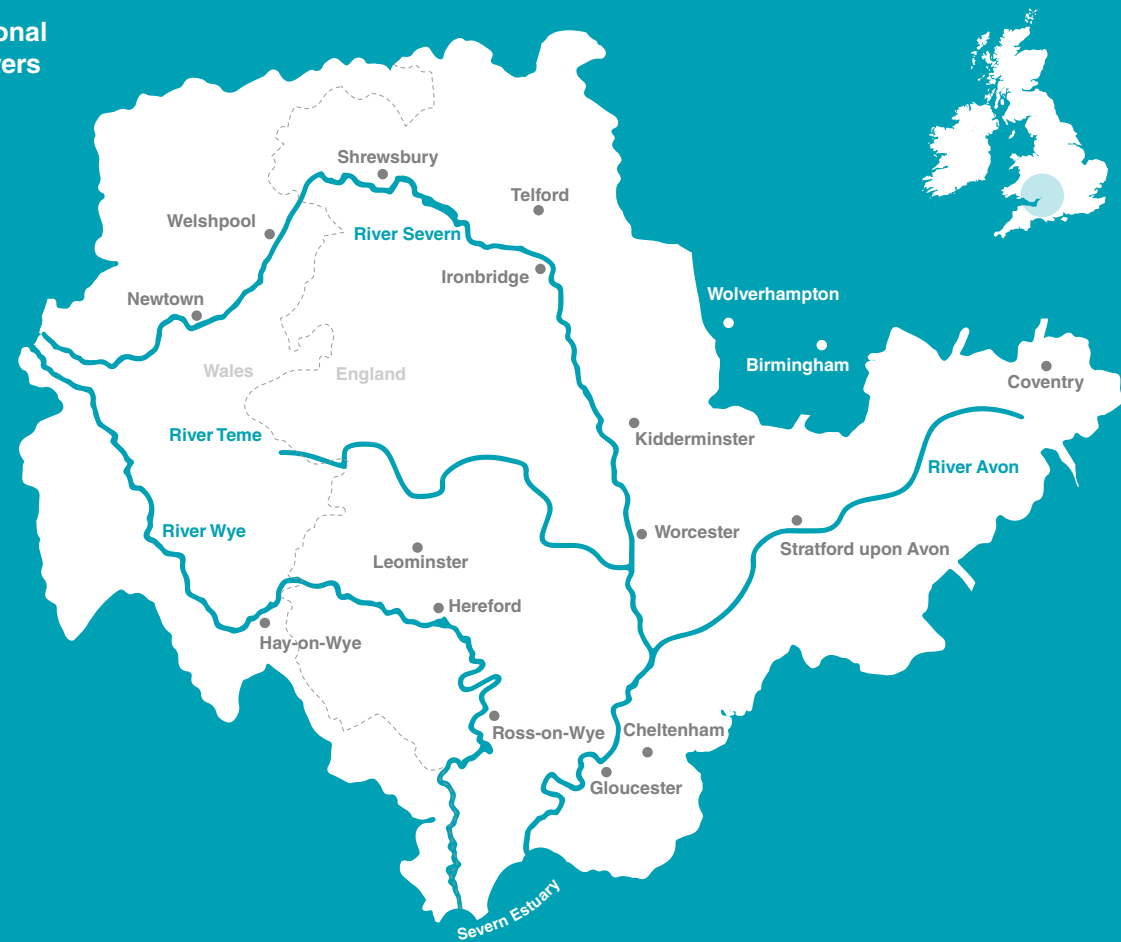 onal
ers
Shrewsbury
Telford
Welshpool
River Severn
Ironbridge
Newtown
Wolverhampton
Birmingham
Wales
England
Coventry
River Teme
Kidderminster
River Avon
River Wye
Worcester
Stratford upon Avon
Leominster
Hereford
Hay-on-Wye
Ross-on-Wye
Cheltenham
Gloucester
Severn Estuary